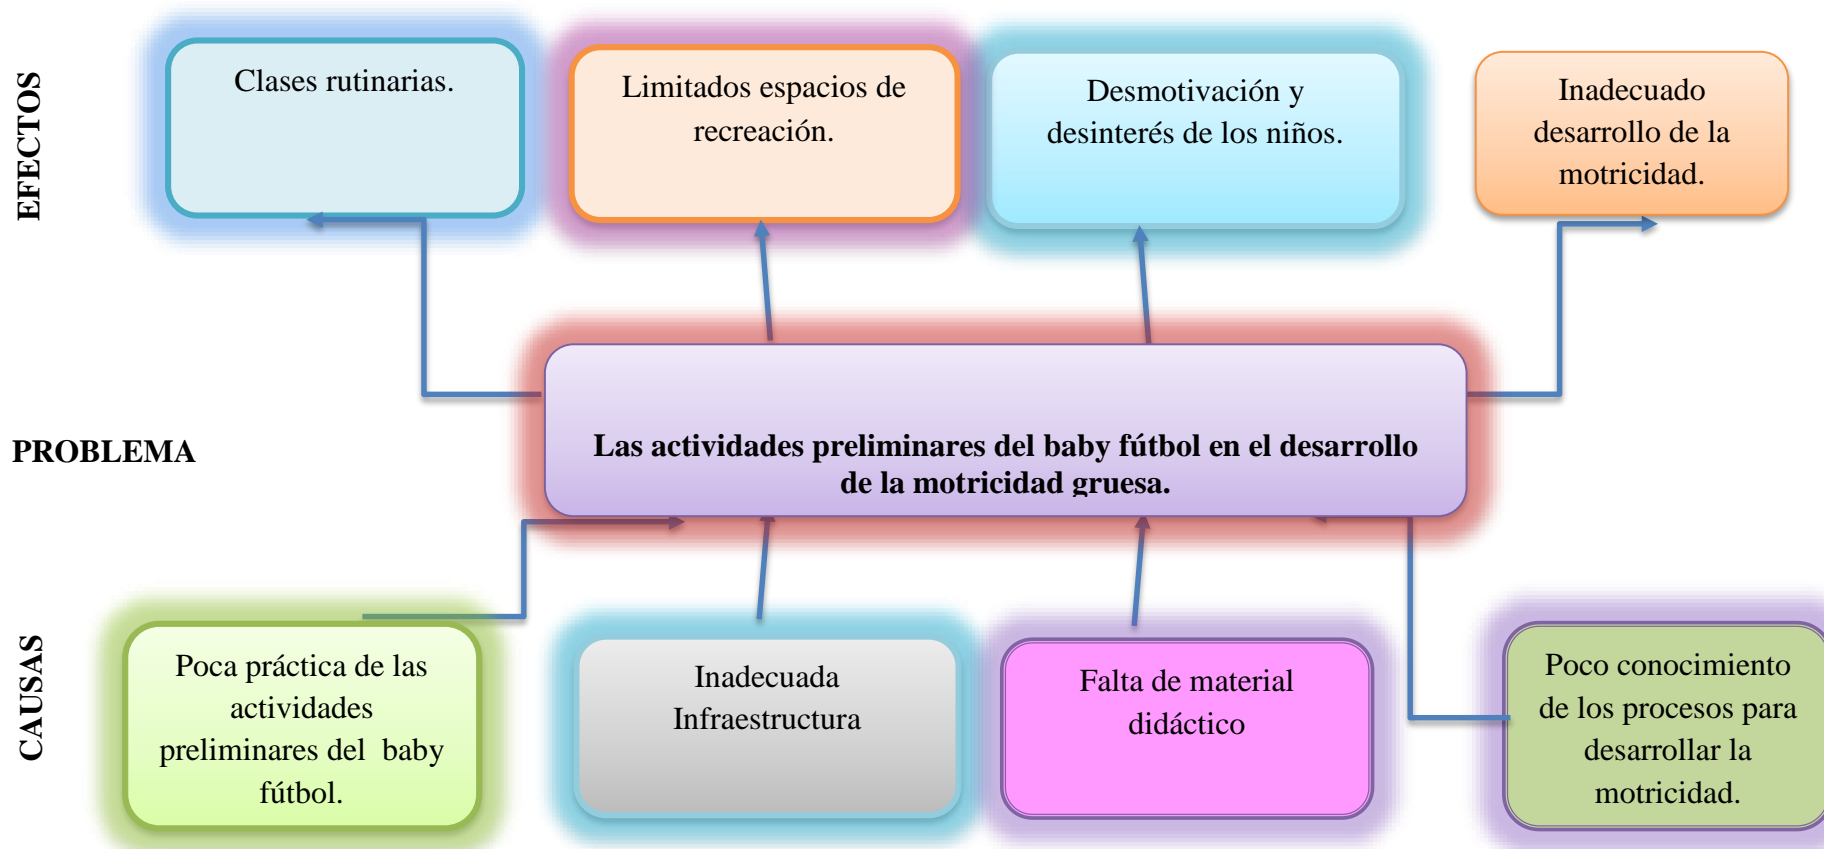 EFECTOS
Clases rutinarias.
Limitados espacios de
recreación.
Desmotivación y
desinterés de los niños.
Inadecuado
desarrollo de la
motricidad.
PROBLEMA
Las actividades preliminares del baby fútbol en el desarrollo
de la motricidad gruesa.
CAUSAS
Poca práctica de las
actividades
preliminares del  baby
fútbol.
Inadecuada
Infraestructura
Falta de material
didáctico
Poco conocimiento
de los procesos para
desarrollar la
motricidad.